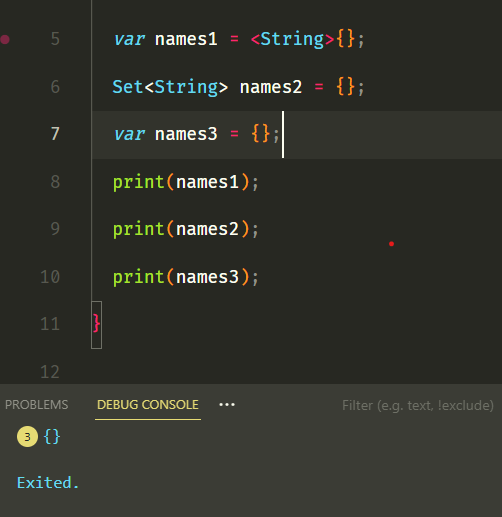 5 var names1 = <String>{};
6 Set<String> names2 = {};
7 var names3 = {};
8 print(names1);
9 print(names2);
10 print(names3);
11 }
12
PROBLEMS DEBUG CONSOLE ··· Filter (e.g. text, !exclude)
3 {}
Exited.